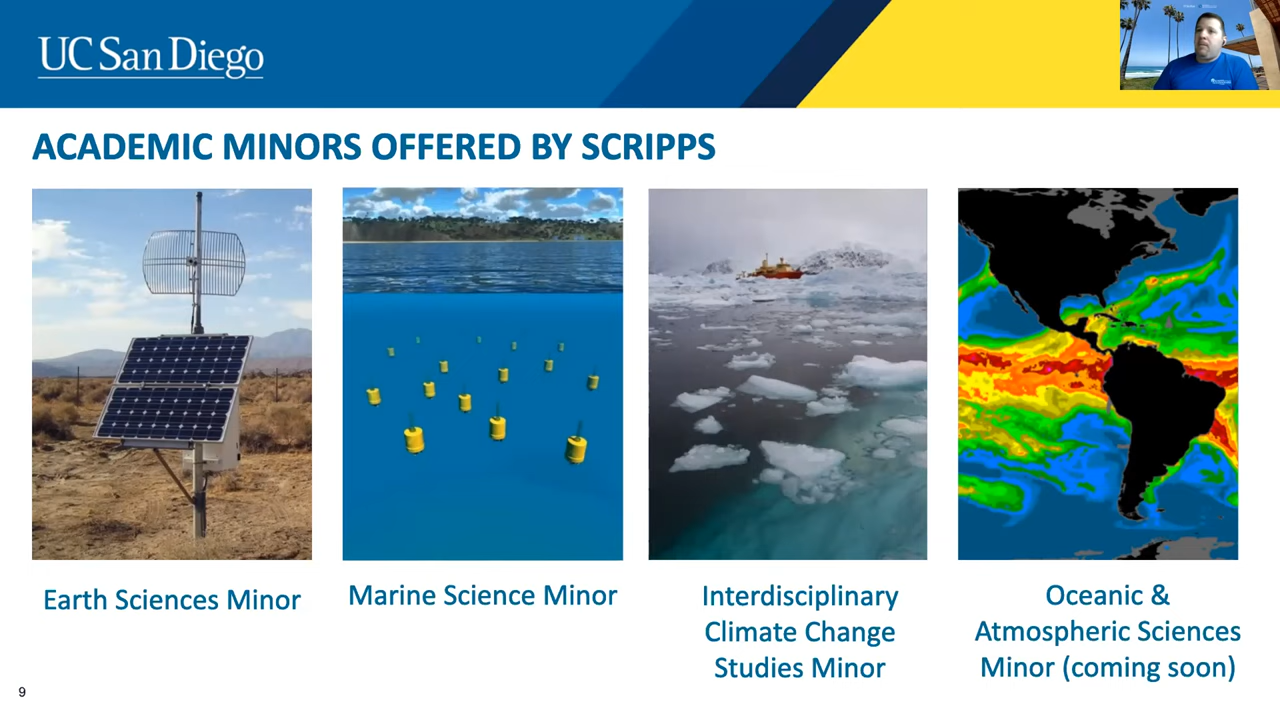 UC San Diego
ACADEMIC MINORS OFFERED BY SCRIPPS
Earth Sciences Minor
Marine Science Minor
Interdisciplinary
Climate Change
Studies Minor
Oceanic &
Atmospheric Sciences
Minor (coming soon)
9